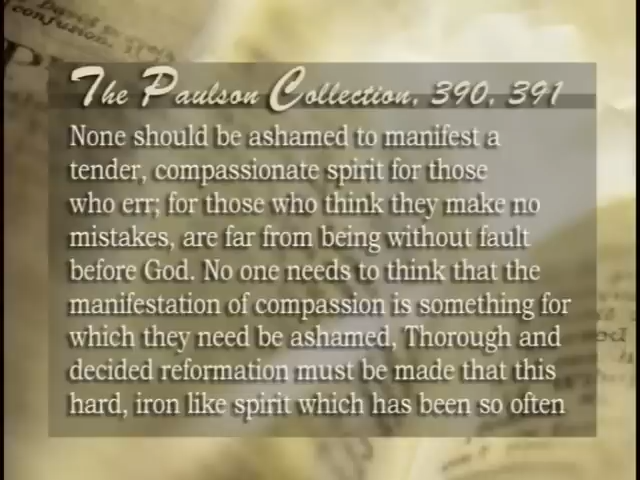 The Paulson Collection, 390, 391
None should be ashamed to manifest a
tender, compassionate spirit for those
who err; for those who think they make no
mistakes, are far from being without fault
before God. No one needs to think that the
manifestation of compassion is something for
which they need be ashamed, Thorough and
decided reformation must be made that this
hard, iron like spirit which has been so often